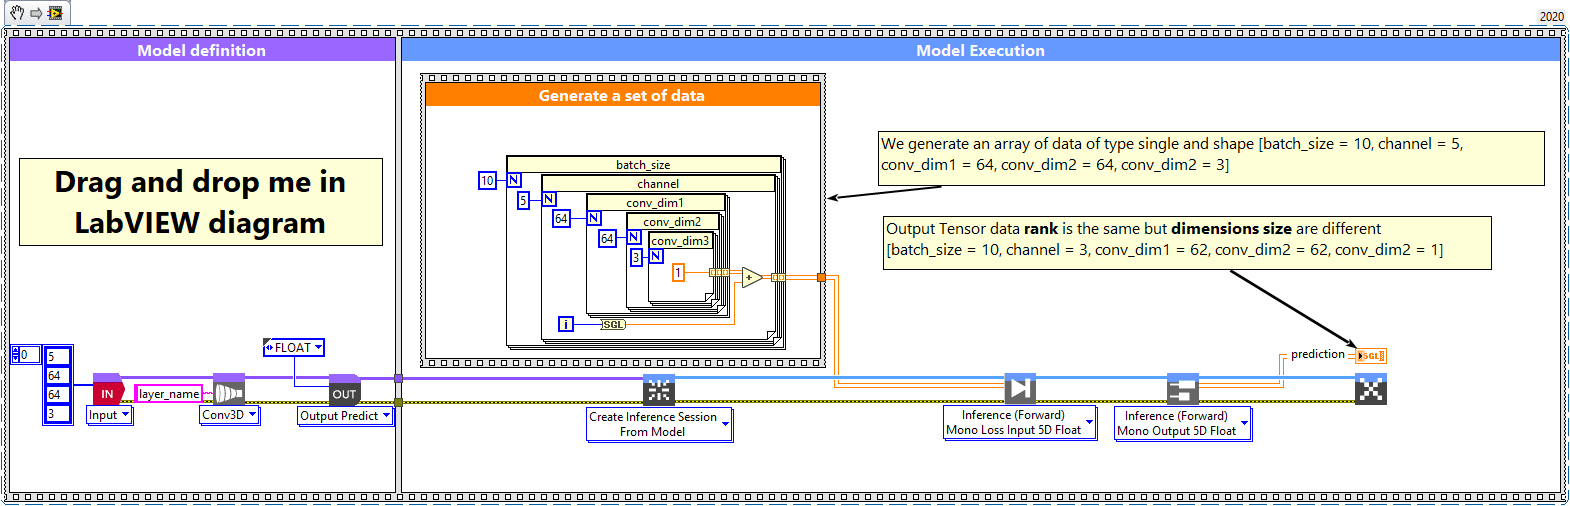 2020
Model definition
Model Execution
Generate a set of data
We generate an array of data of type single and shape [batch_size = 10, channel = 5,
conv_dim1 = 64, conv_dim2 = 64, conv_dim2 = 3]
Drag and drop me in
LabVIEW diagram
batch_size
10
N
channel
5
N
conv_dim1
64
N
conv_dim2
64
N
conv_dim3
3
N
1
+
i
SGL
Output Tensor data rank is the same but dimensions size are different
[batch_size = 10, channel = 3, conv_dim1 = 62, conv_dim2 = 62, conv_dim2 = 1]
0
5
64
64
3
FLOAT
prediction
SGL
IN
layer_name
OUT
Input
Conv3D
Output Predict
Create Inference Session
From Model
Inference (Forward)
Mono Loss Input 5D Float
Inference (Forward)
Mono Output 5D Float